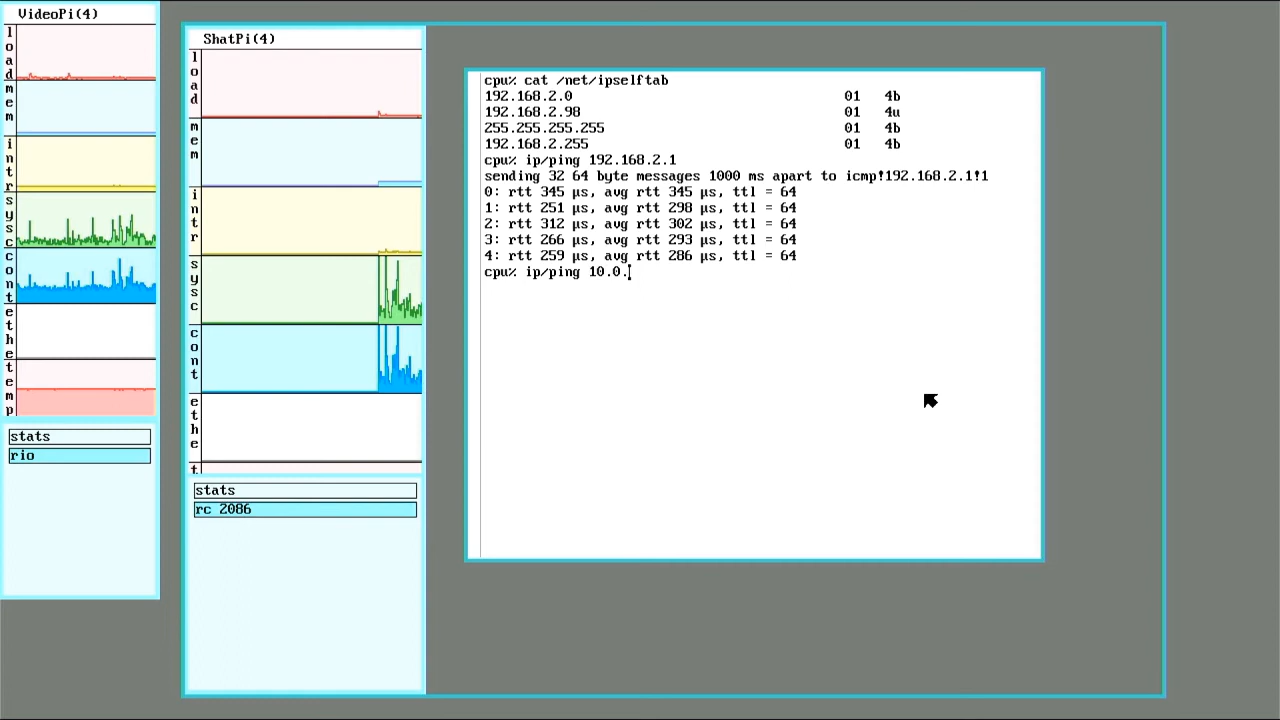 VideoPi(4)
load
mem
intr
sysc
cont
ethe
temp
stats
rio
ShatPi(4)
load
mem
intr
sysc
cont
ethe
t
stats
rc 2086
cpu% cat /net/ipselftab
192.168.2.0 01 4b
192.168.2.98 01 4u
255.255.255.255 01 4b
192.168.2.255 01 4b
cpu% ip/ping 192.168.2.1
sending 32 64 byte messages 1000 ms apart to icmp!192.168.2.1!1
0: rtt 345 µs, avg rtt 345 µs, ttl = 64
1: rtt 251 µs, avg rtt 298 µs, ttl = 64
2: rtt 312 µs, avg rtt 302 µs, ttl = 64
3: rtt 266 µs, avg rtt 293 µs, ttl = 64
4: rtt 259 µs, avg rtt 286 µs, ttl = 64
cpu% ip/ping 10.0.